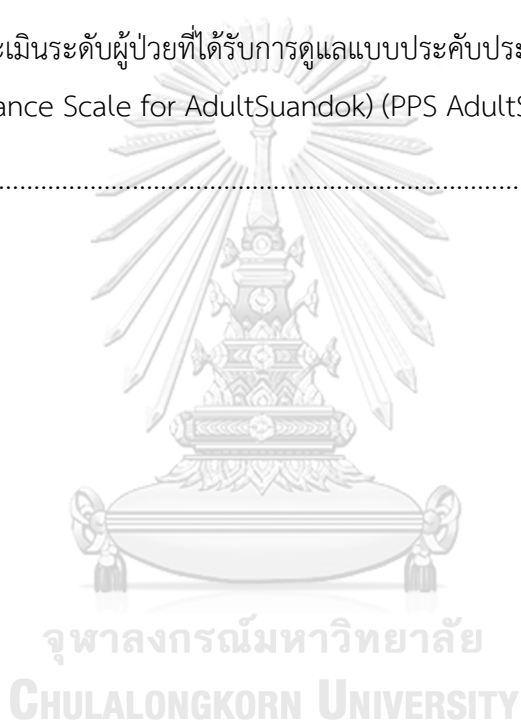 ะเมินระดับผู้ป่วยที่ได้รับการดูแลแบบประคับประ
ance Scale for AdultSuandok) (PPS AdultS
จุฬาลงกรณ์มหาวิทยาลัย
CHULALONGKORN UNIVERSITY